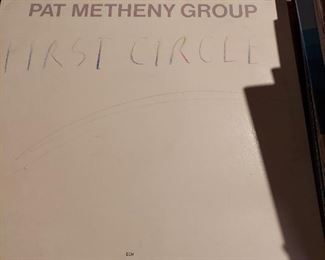 PAT METHENY GROUP
FIRST CIRCLE
ECM